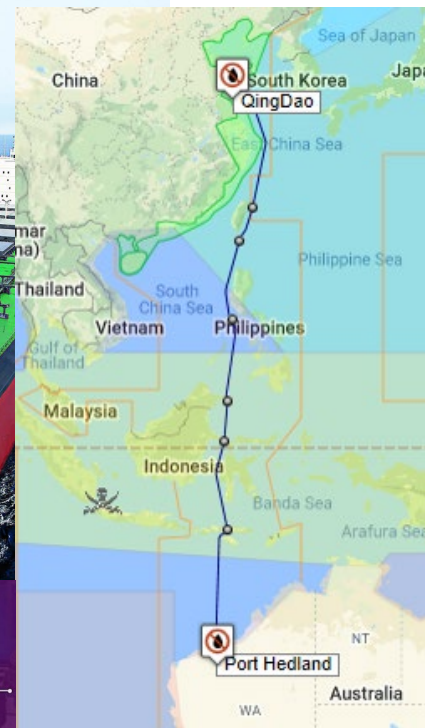 Sea of Japan
China
South Korea
Japa
QingDao
East China Sea
mar
na)
Philippine Sea
Thailand
South
China Sea
Vietnam
Philippines
Gulf of
Thailand
Malaysia
Indonesia
Banda Sea
Arafura Sea
NT
Port Hedland
Australia
WA